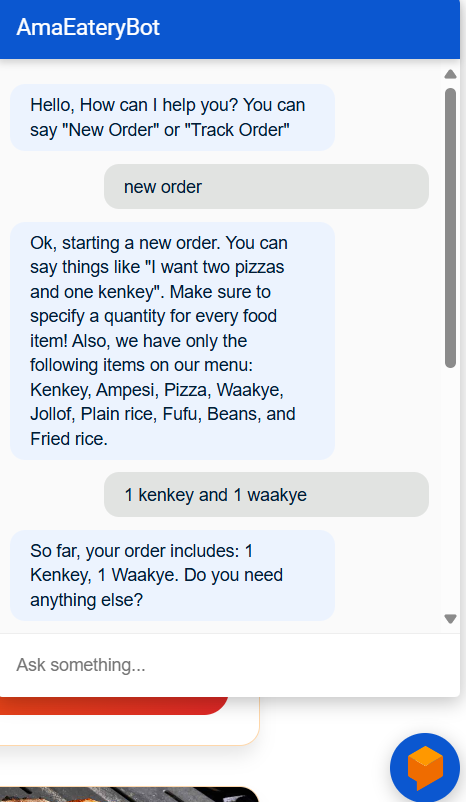 AmaEateryBot
Hello, How can I help you? You can
say "New Order" or "Track Order"
new order
Ok, starting a new order. You can
say things like "I want two pizzas
and one kenkey". Make sure to
specify a quantity for every food
item! Also, we have only the
following items on our menu:
Kenkey, Ampesi, Pizza, Waakye,
Jollof, Plain rice, Fufu, Beans, and
Fried rice.
1 kenkey and 1 waakye
So far, your order includes: 1
Kenkey, 1 Waakye. Do you need
anything else?
Ask something...